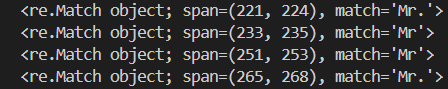 <re.Match object; span=(221, 224), match='Mr.'>
<re.Match object; span=(233, 235), match='Mr'>
<re.Match object; span=(251, 253), match='Mr'>
<re.Match object; span=(265, 268), match='Mr.'>